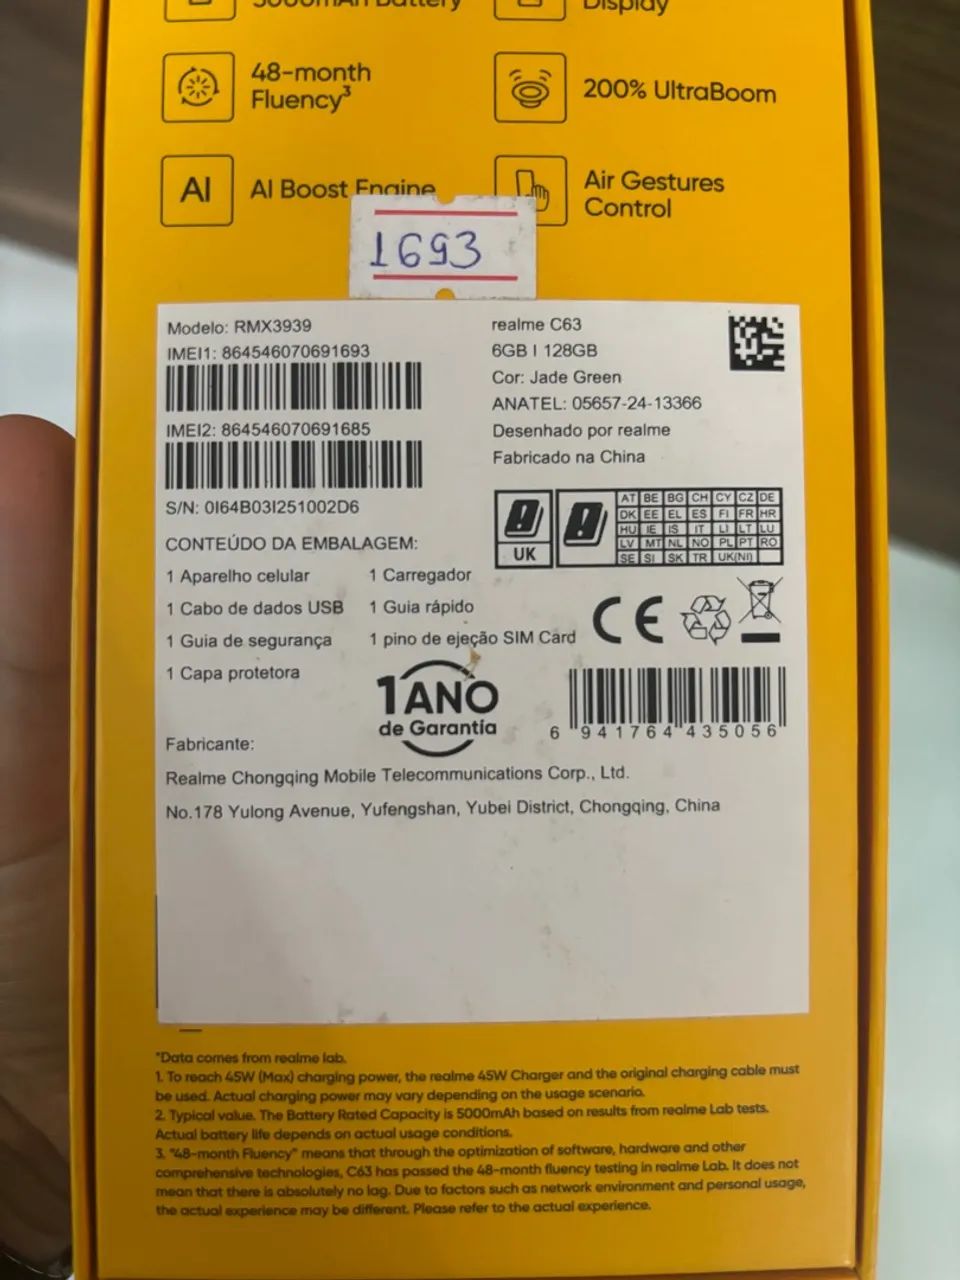 5000mAh Battery
Display
48-month
Fluency³
200% UltraBoom
AI
AI Boost Engine
Air Gestures
Control
1693
Modelo: RMX3939
IMEI1: 864546070691693
IMEI2: 864546070691685
S/N: 0I64B03I251002D6
realme C63
6GB I 128GB
Cor: Jade Green
ANATEL: 05657-24-13366
Desenhado por realme
Fabricado na China
UK
AT BE BG CH CY CZ DE
DK EE EL ES FI FR HR
HU IE IS IT LI LT LU
LV MT NL NO PL PT RO
SE SI SK TR UK(NI)
CONTEÚDO DA EMBALAGEM:
1 Aparelho celular
1 Carregador
1 Cabo de dados USB
1 Guia rápido
1 Guia de segurança
1 pino de ejeção SIM Card
1 Capa protetora
CE
1 ANO
de Garantia
6 941764 435056
Fabricante:
Realme Chongqing Mobile Telecommunications Corp., Ltd.
No.178 Yulong Avenue, Yufengshan, Yubei District, Chongqing, China
*Data comes from realme lab.
1. To reach 45W (Max) charging power, the realme 45W Charger and the original charging cable must
be used. Actual charging power may vary depending on the usage scenario.
2. Typical value. The Battery Rated Capacity is 5000mAh based on results from realme Lab tests.
Actual battery life depends on actual usage conditions.
3. "48-month Fluency" means that through the optimization of software, hardware and other
comprehensive technologies, C63 has passed the 48-month fluency testing in realme Lab. It does not
mean that there is absolutely no lag. Due to factors such as network environment and personal usage,
the actual experience may be different. Please refer to the actual experience.